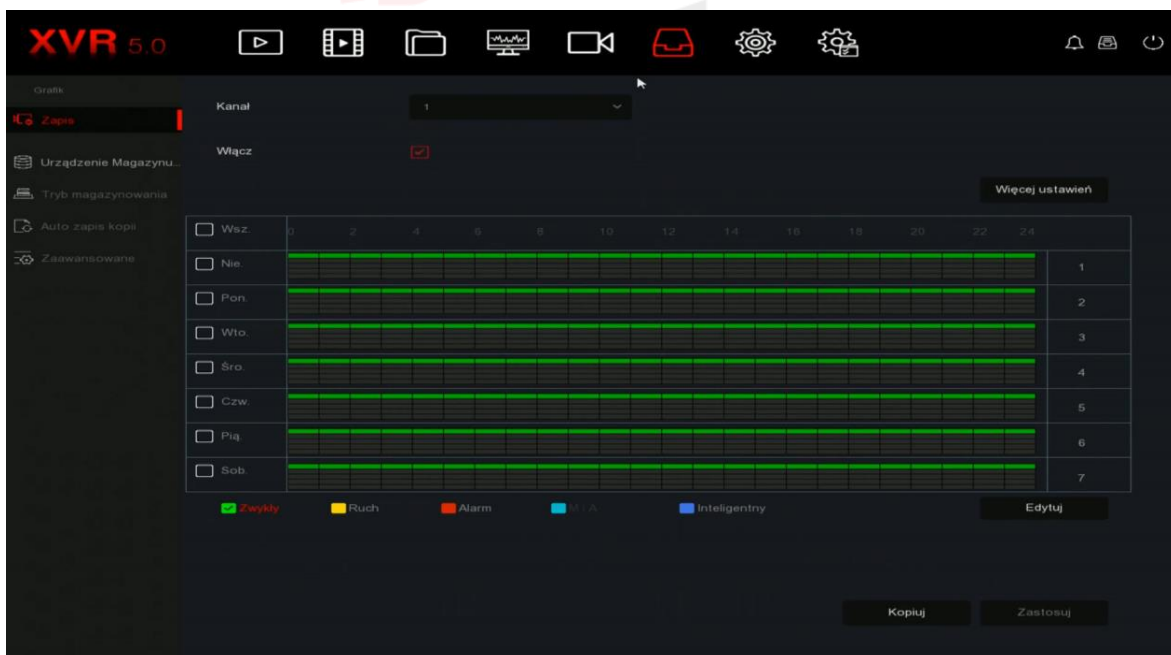 XVR 5.0
Grafik
Zapis
Urządzenie Magazynu...
Tryb magazynowania
Auto zapis kopii
Zaawansowane
Kanał 1
Włącz
Więcej ustawień
Wsz. 0 2 4 6 8 10 12 14 16 18 20 22 24
Nie. 1
Pon. 2
Wto. 3
Śro. 4
Czw. 5
Pią. 6
Sob. 7
Zwykły Ruch Alarm M i A Inteligentny Edytuj
Kopiuj Zastosuj